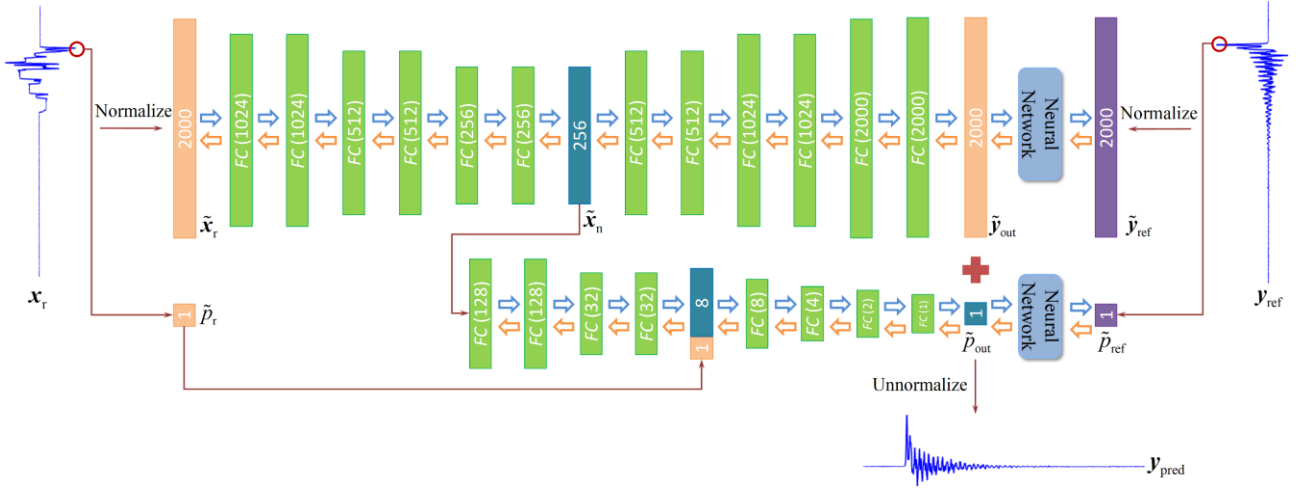 Normalize
2000
FC (1024)
FC (1024)
FC (512)
FC (512)
FC (256)
FC (256)
256
FC (512)
FC (512)
FC (1024)
FC (1024)
FC (2000)
FC (2000)
2000
Neural
Network
2000
Normalize
x̃r
x̃n
ỹout
ỹref
xr
yref
1
p̃r
FC (128)
FC (128)
FC (32)
FC (32)
8
1
FC (8)
FC (4)
FC (2)
FC (1)
1
Neural
Network
1
p̃out
p̃ref
Unnormalize
ypred